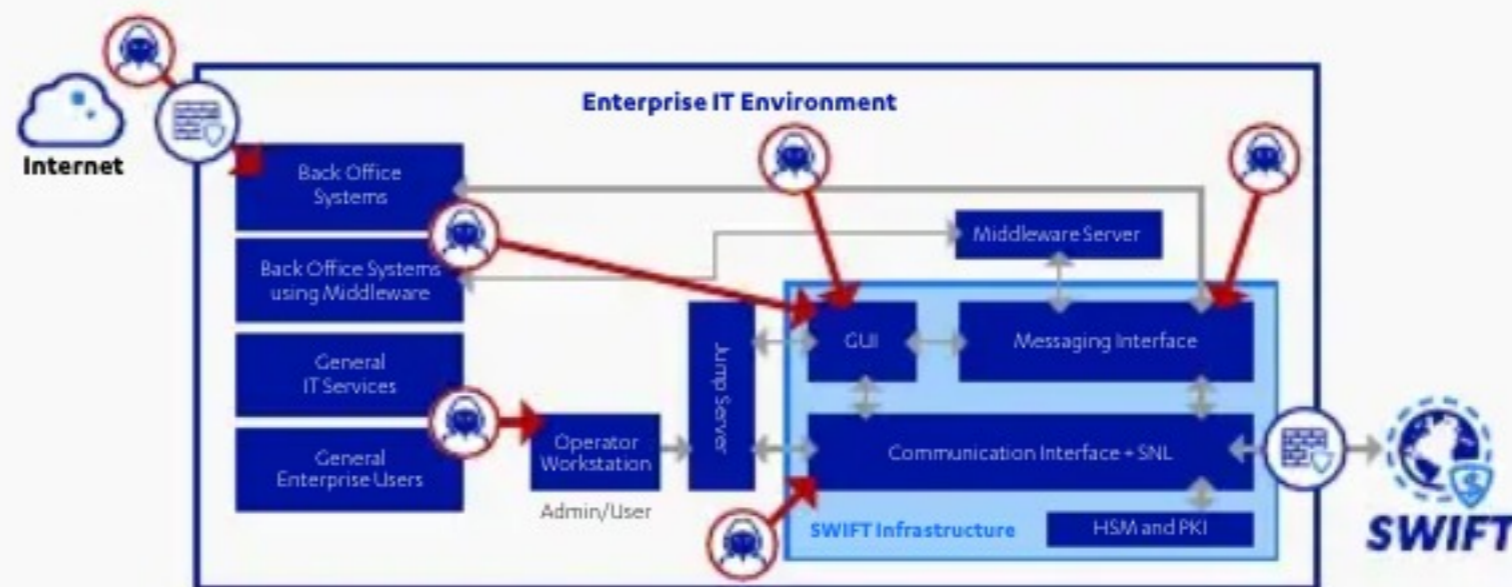 Internet
Enterprise IT Environment
Back Office
Systems
Back Office Systems
using Middleware
General
IT Services
General
Enterprise Users
Operator
Workstation
Admin/User
Jump Server
Middleware Server
GUI
Messaging Interface
Communication Interface + SNL
SWIFT Infrastructure
HSM and PKI
SWIFT